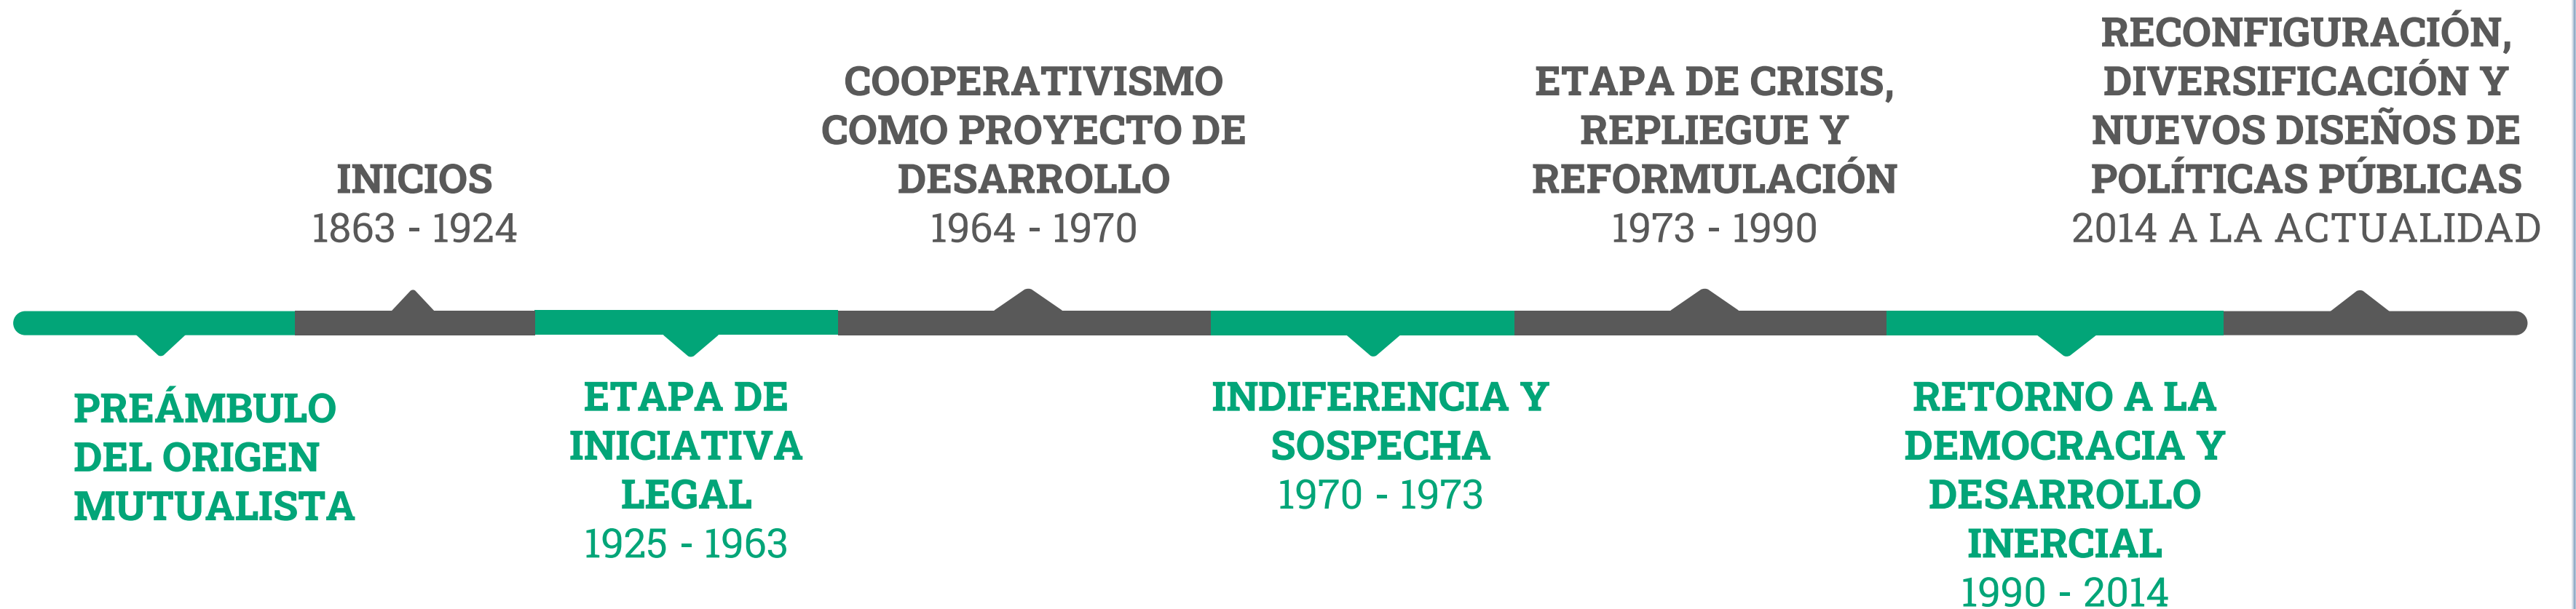 PREÁMBULO
DEL ORIGEN
MUTUALISTA
INICIOS
1863 - 1924
ETAPA DE
INICIATIVA
LEGAL
1925 - 1963
COOPERATIVISMO
COMO PROYECTO DE
DESARROLLO
1964 - 1970
INDIFERENCIA Y
SOSPECHA
1970 - 1973
ETAPA DE CRISIS,
REPLIEGUE Y
REFORMULACIÓN
1973 - 1990
RETORNO A LA
DEMOCRACIA Y
DESARROLLO
INERCIAL
1990 - 2014
RECONFIGURACIÓN,
DIVERSIFICACIÓN Y
NUEVOS DISEÑOS DE
POLÍTICAS PÚBLICAS
2014 A LA ACTUALIDAD